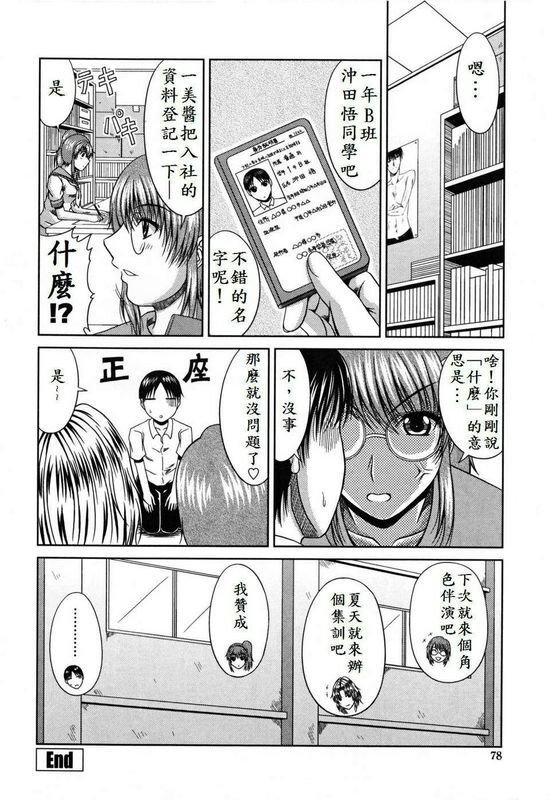 嗯…
一年B班
沖田悟同學吧
不錯的名
字呢！
一美醬把入社的
資料登記一下—
テキ
パキ
是
什麼!?
啥！你剛剛說
「什麼」的意
思是…
不，沒事
那麼就沒問題了♡
正座
是~~
下次就來個角
色伴演吧
夏天就來辦
個集訓吧
我贊成
………
End
78